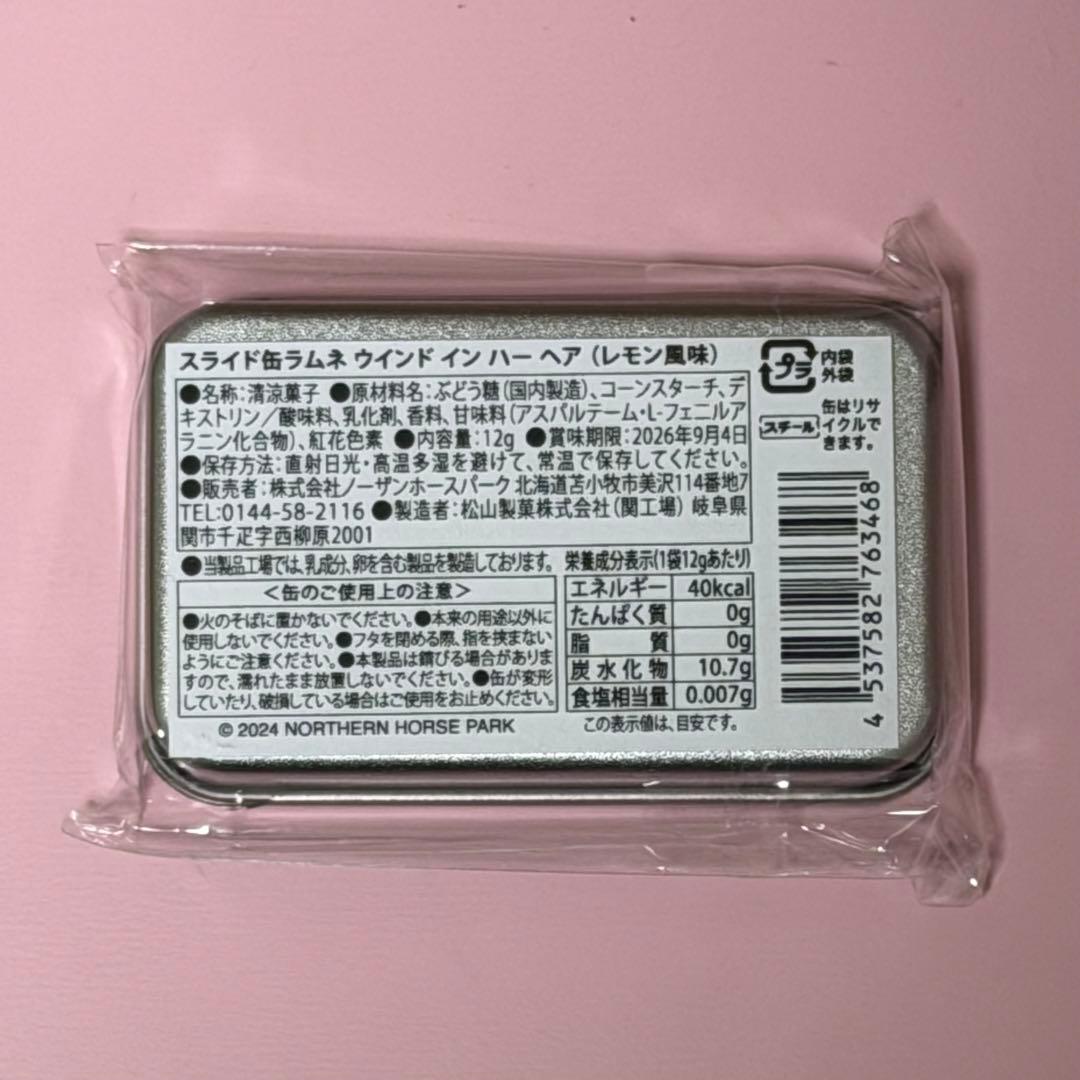 スライド缶ラムネ ウインド イン ハー ヘア（レモン風味）
●名称：清涼菓子 ●原材料名：ぶどう糖（国内製造）、コーンスターチ、デ
キストリン／酸味料、乳化剤、香料、甘味料（アスパルテーム・L-フェニルア
ラニン化合物）、紅花色素 ●内容量：12g ●賞味期限：2026年9月4日
●保存方法：直射日光・高温多湿を避けて、常温で保存してください。
●販売者：株式会社ノーザンホースパーク 北海道苫小牧市美沢114番地7
TEL:0144-58-2116 ●製造者：松山製菓株式会社（関工場）岐阜県
関市千疋字西柳原2001
●当製品工場では、乳成分、卵を含む製品を製造しております。
＜缶のご使用上の注意＞
●火のそばに置かないでください。●本来の用途以外に
使用しないでください。●フタを閉める際、指を挟まない
ようにご注意ください。●本製品は錆びる場合がありま
すので、濡れたまま放置しないでください。●缶が変形
していたり、破損している場合はご使用をお止めください。
© 2024 NORTHERN HORSE PARK
栄養成分表示（1袋12gあたり）
エネルギー 40kcal
たんぱく質 0g
脂質 0g
炭水化物 10.7g
食塩相当量 0.007g
この表示値は、目安です。
プラ
内袋
外袋
スチール
缶はリサ
イクルで
きます。
4 537582 763468